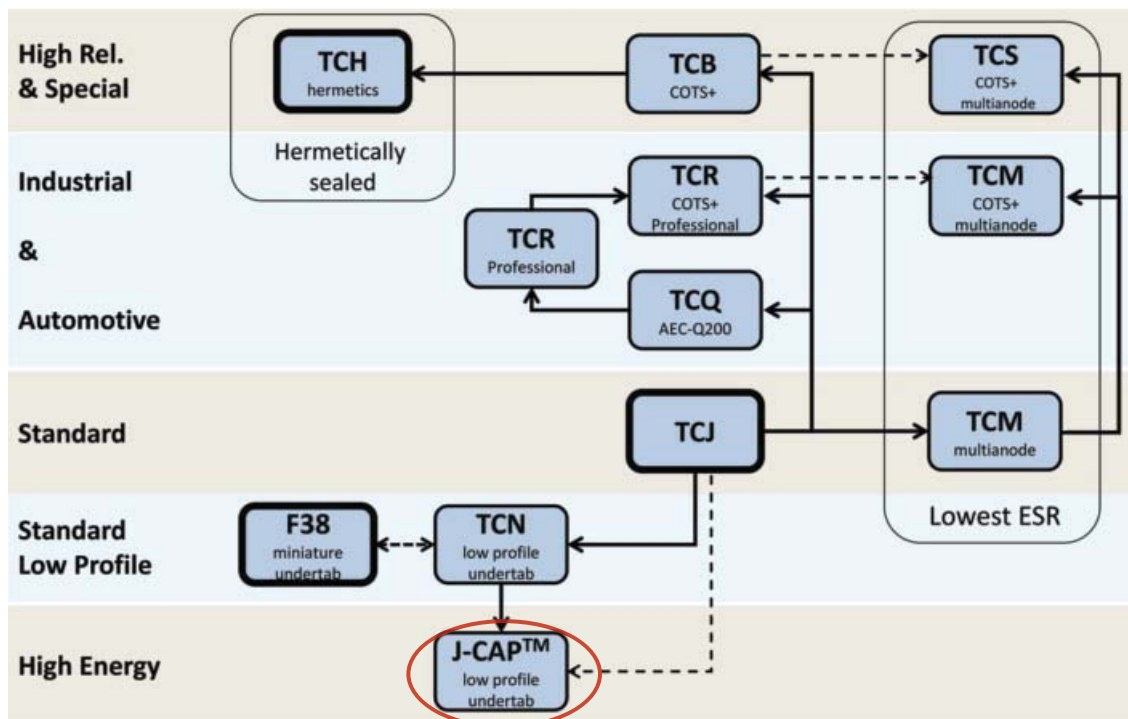 High Rel.
& Special
TCH
hermetics
TCB
COTS+
TCS
COTS+
multianode
Hermetically
sealed
Industrial
&
Automotive
TCR
COTS+
Professional
TCM
COTS+
multianode
TCR
Professional
TCQ
AEC-Q200
Standard
TCJ
TCM
multianode
Lowest ESR
Standard
Low Profile
F38
miniature
undertab
TCN
low profile
undertab
High Energy
J-CAP™
low profile
undertab